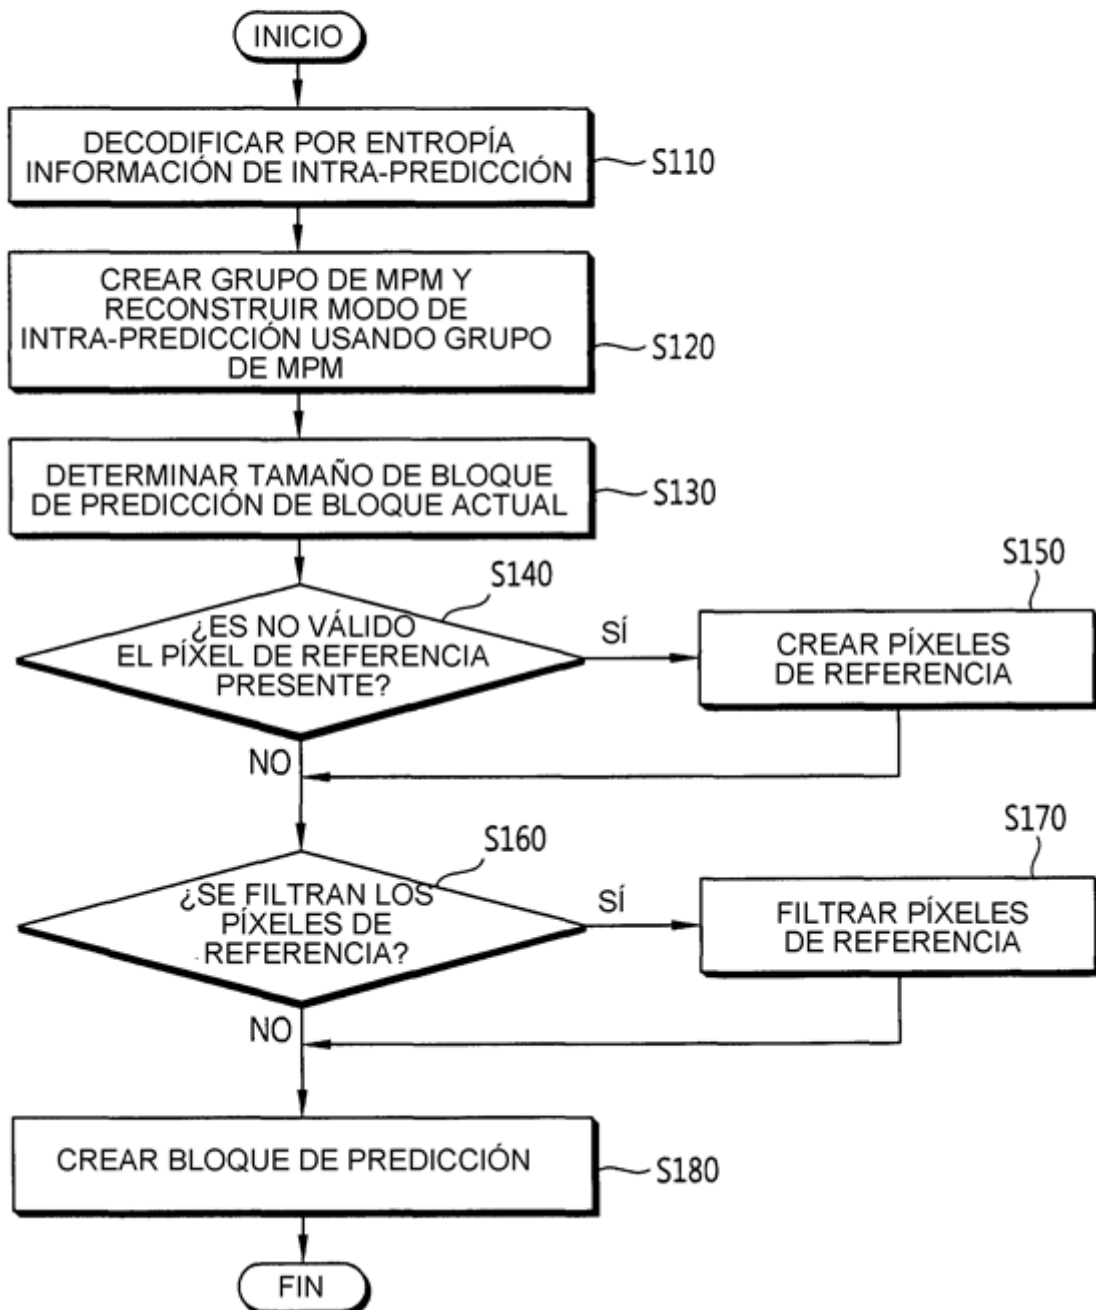 INICIO
DECODIFICAR POR ENTROPÍA
INFORMACIÓN DE INTRA-PREDICCIÓN
S110
CREAR GRUPO DE MPM Y
RECONSTRUIR MODO DE
INTRA-PREDICCIÓN USANDO GRUPO
DE MPM
S120
DETERMINAR TAMAÑO DE BLOQUE
DE PREDICCIÓN DE BLOQUE ACTUAL
S130
S140
¿ES NO VÁLIDO
EL PÍXEL DE REFERENCIA
PRESENTE?
SÍ
S150
CREAR PÍXELES
DE REFERENCIA
NO
S160
¿SE FILTRAN LOS
PÍXELES DE
REFERENCIA?
SÍ
S170
FILTRAR PÍXELES
DE REFERENCIA
NO
CREAR BLOQUE DE PREDICCIÓN
S180
FIN